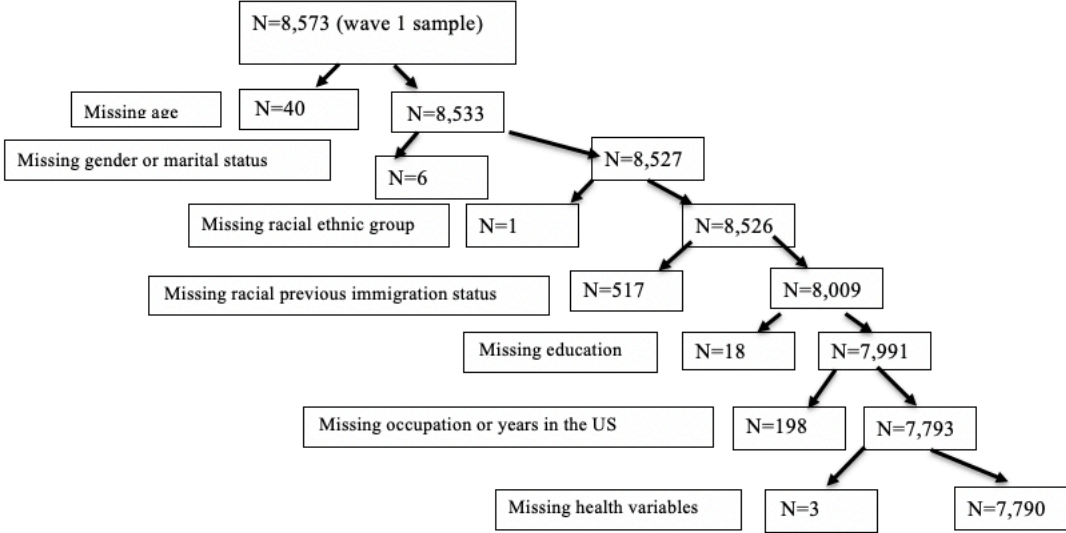 N=8,573 (wave 1 sample)
Missing age
N=40
N=8,533
Missing gender or marital status
N=6
N=8,527
Missing racial ethnic group
N=1
N=8,526
Missing racial previous immigration status
N=517
N=8,009
Missing education
N=18
N=7,991
Missing occupation or years in the US
N=198
N=7,793
Missing health variables
N=3
N=7,790